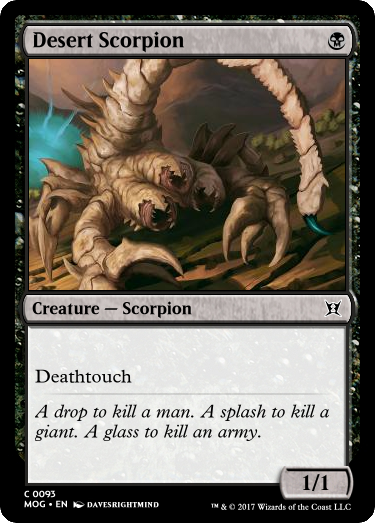 Desert Scorpion
Creature — Scorpion
Deathtouch
A drop to kill a man. A splash to kill a
giant. A glass to kill an army.
1/1
C 0093
MOG • EN DAVESRIGHTMIND
™ & © 2017 Wizards of the Coast LLC